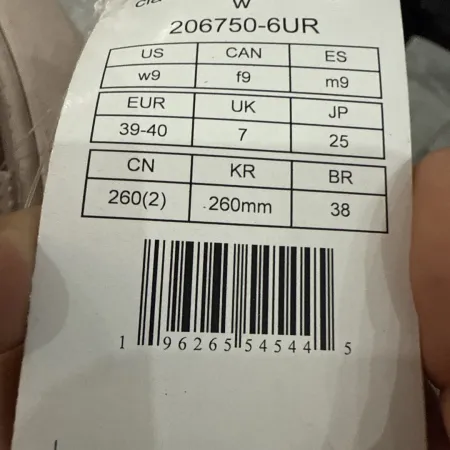 W
206750-6UR
US CAN ES
w9 f9 m9
EUR UK JP
39-40 7 25
CN KR BR
260(2) 260mm 38
1 96265 54544 5